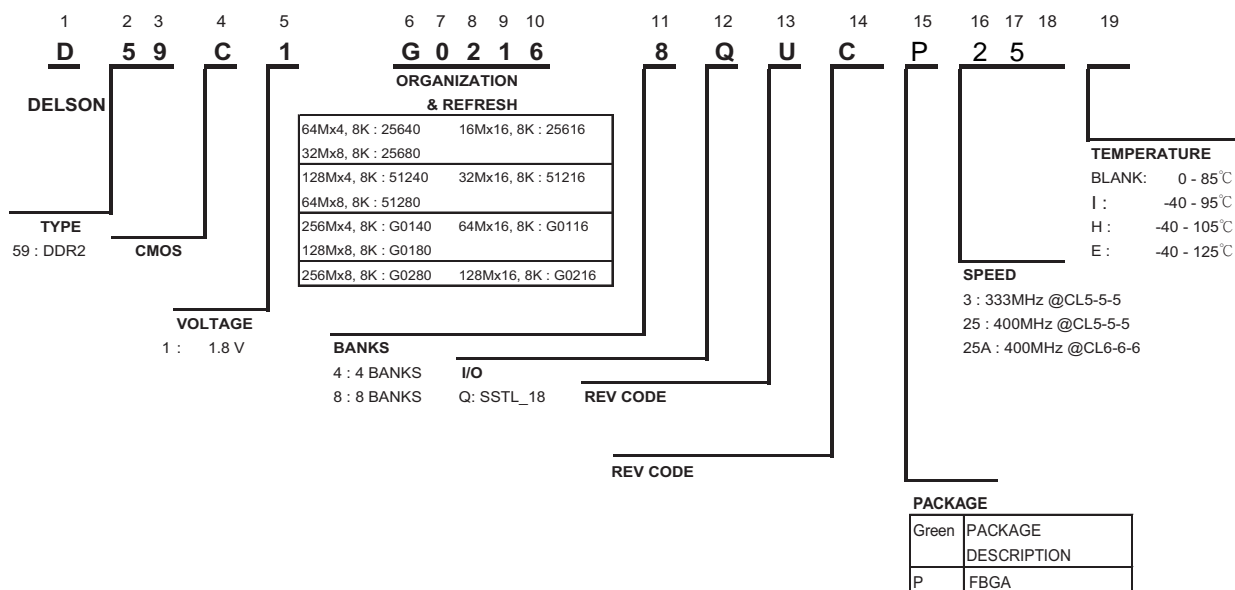 1 2 3 4 5 6 7 8 9 10 11 12 13 14 15 16 17 18 19
D 5 9 C 1 G 0 2 1 6 8 Q U C P 2 5
DELSON
ORGANIZATION
& REFRESH
64Mx4, 8K : 25640 16Mx16, 8K : 25616
32Mx8, 8K : 25680
128Mx4, 8K : 51240 32Mx16, 8K : 51216
64Mx8, 8K : 51280
256Mx4, 8K : G0140 64Mx16, 8K : G0116
128Mx8, 8K : G0180
256Mx8, 8K : G0280 128Mx16, 8K : G0216
TEMPERATURE
BLANK: 0 - 85℃
I : -40 - 95℃
H : -40 - 105℃
E : -40 - 125℃
TYPE
59 : DDR2
CMOS
SPEED
3 : 333MHz @CL5-5-5
25 : 400MHz @CL5-5-5
25A : 400MHz @CL6-6-6
VOLTAGE
1 : 1.8 V
BANKS
4 : 4 BANKS
8 : 8 BANKS
I/O
Q: SSTL_18
REV CODE
REV CODE
PACKAGE
Green PACKAGE
DESCRIPTION
P FBGA